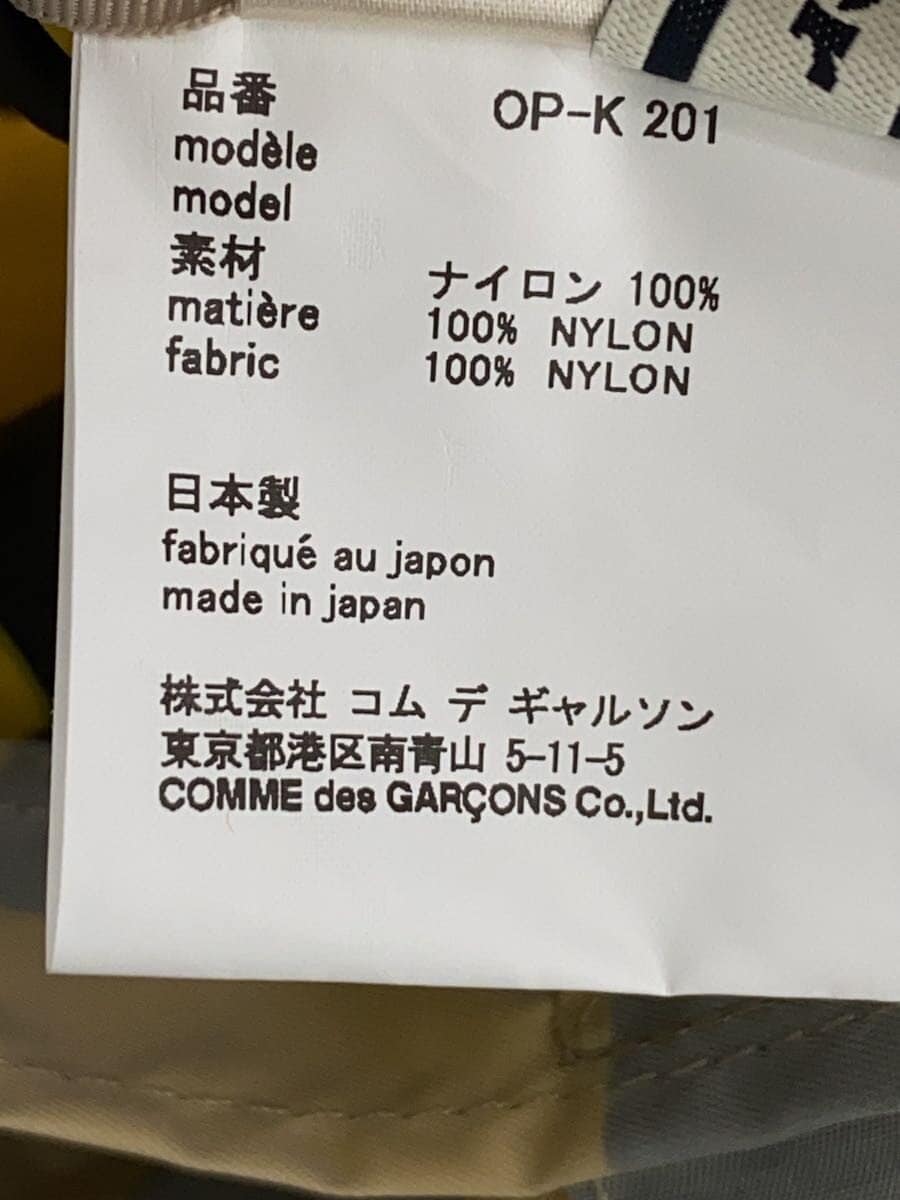 品番 OP-K 201
modèle
model
素材 ナイロン 100%
matière 100% NYLON
fabric 100% NYLON
日本製
fabriqué au japon
made in japan
株式会社 コム デ ギャルソン
東京都港区南青山 5-11-5
COMME des GARÇONS Co.,Ltd.